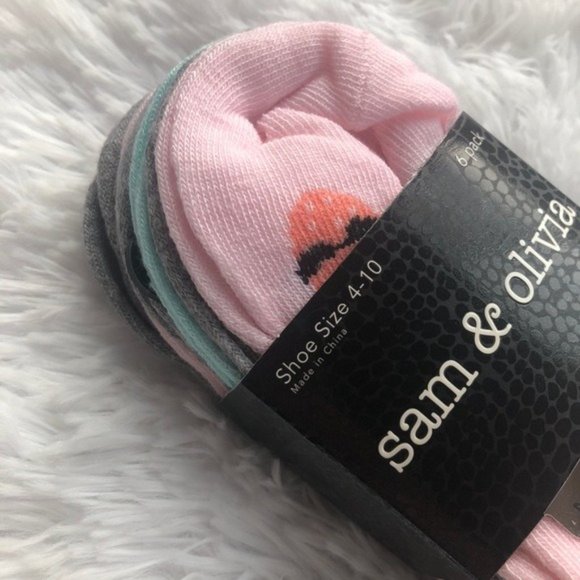 6 pack
sam & olivia
Shoe Size 4-10
Made in China